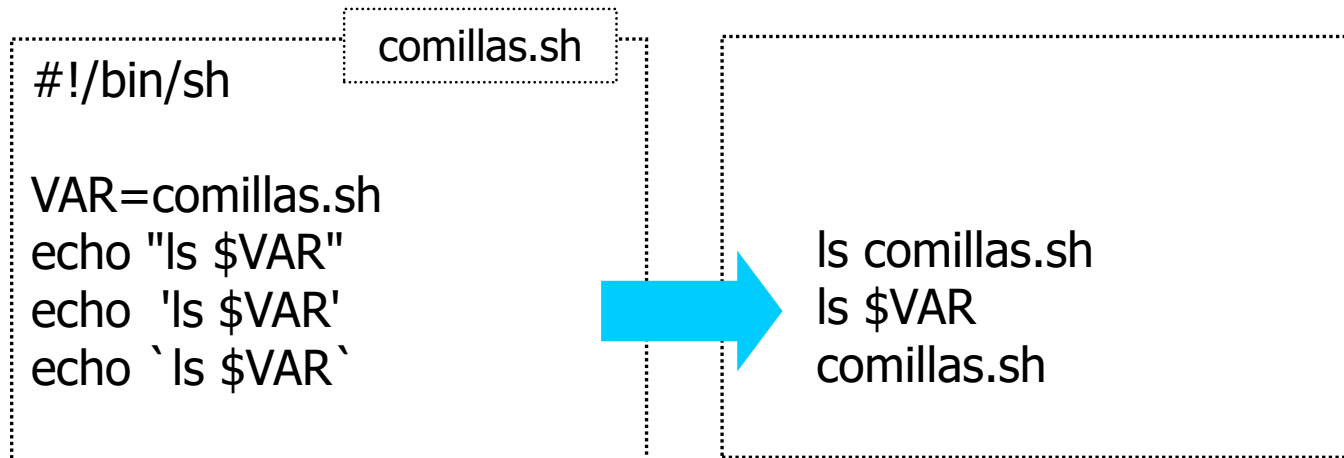 comillas.sh
#!/bin/sh
VAR=comillas.sh
echo "ls $VAR"
echo  'ls $VAR'
echo `ls $VAR`
ls comillas.sh
ls $VAR
comillas.sh